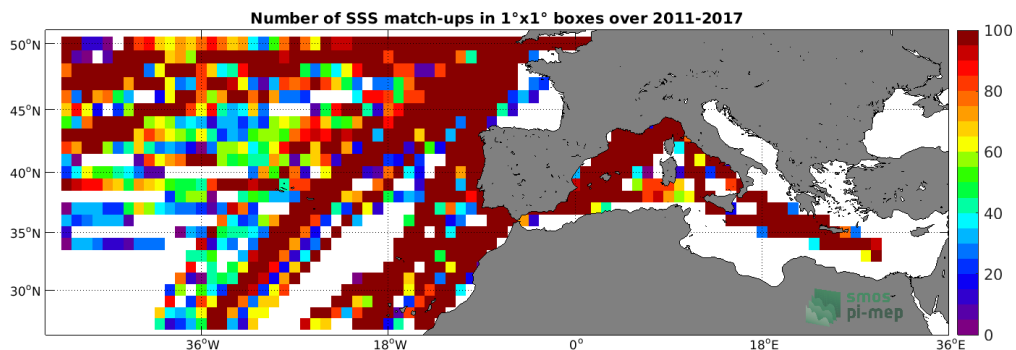 Number of SSS match-ups in 1°x1° boxes over 2011-2017
50°N
45°N
40°N
35°N
30°N
36°W
18°W
0°
18°E
36°E
100
80
60
40
20
0
smos
pi-mep